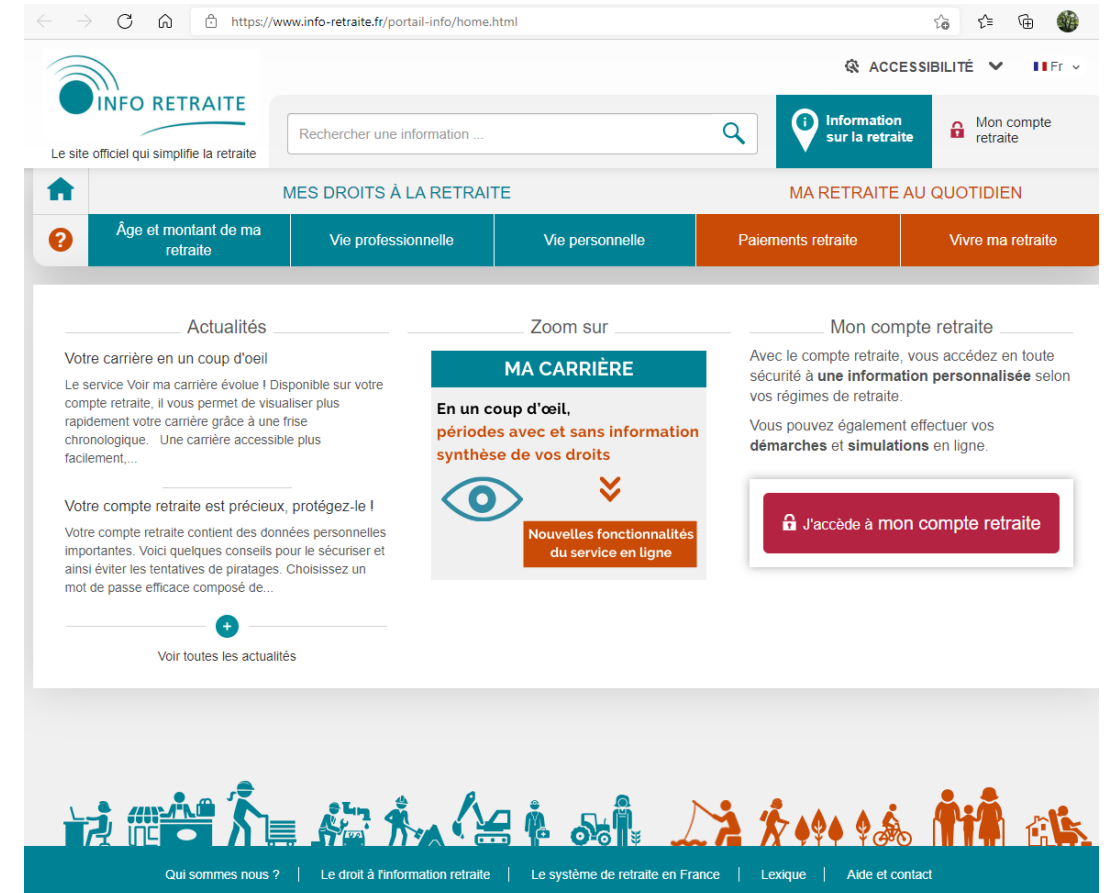 https://www.info-retraite.fr/portail-info/home.html
ACCESSIBILITÉ
Fr
INFO RETRAITE
Le site officiel qui simplifie la retraite
Rechercher une information ...
Information
sur la retraite
Mon compte
retraite
MES DROITS À LA RETRAITE
MA RETRAITE AU QUOTIDIEN
?
Âge et montant de ma
retraite
Vie professionnelle
Vie personnelle
Paiements retraite
Vivre ma retraite
Actualités
Votre carrière en un coup d'oeil
Le service Voir ma carrière évolue ! Disponible sur votre
compte retraite, il vous permet de visualiser plus
rapidement votre carrière grâce à une frise
chronologique. Une carrière accessible plus
facilement,...
Votre compte retraite est précieux, protégez-le !
Votre compte retraite contient des données personnelles
importantes. Voici quelques conseils pour le sécuriser et
ainsi éviter les tentatives de piratages. Choisissez un
mot de passe efficace composé de...
Voir toutes les actualités
Zoom sur
MA CARRIÈRE
En un coup d'œil,
périodes avec et sans information
synthèse de vos droits
Nouvelles fonctionnalités
du service en ligne
Mon compte retraite
Avec le compte retraite, vous accédez en toute
sécurité à une information personnalisée selon
vos régimes de retraite.
Vous pouvez également effectuer vos
démarches et simulations en ligne.
J'accède à mon compte retraite
Qui sommes nous ? | Le droit à l'information retraite | Le système de retraite en France | Lexique | Aide et contact